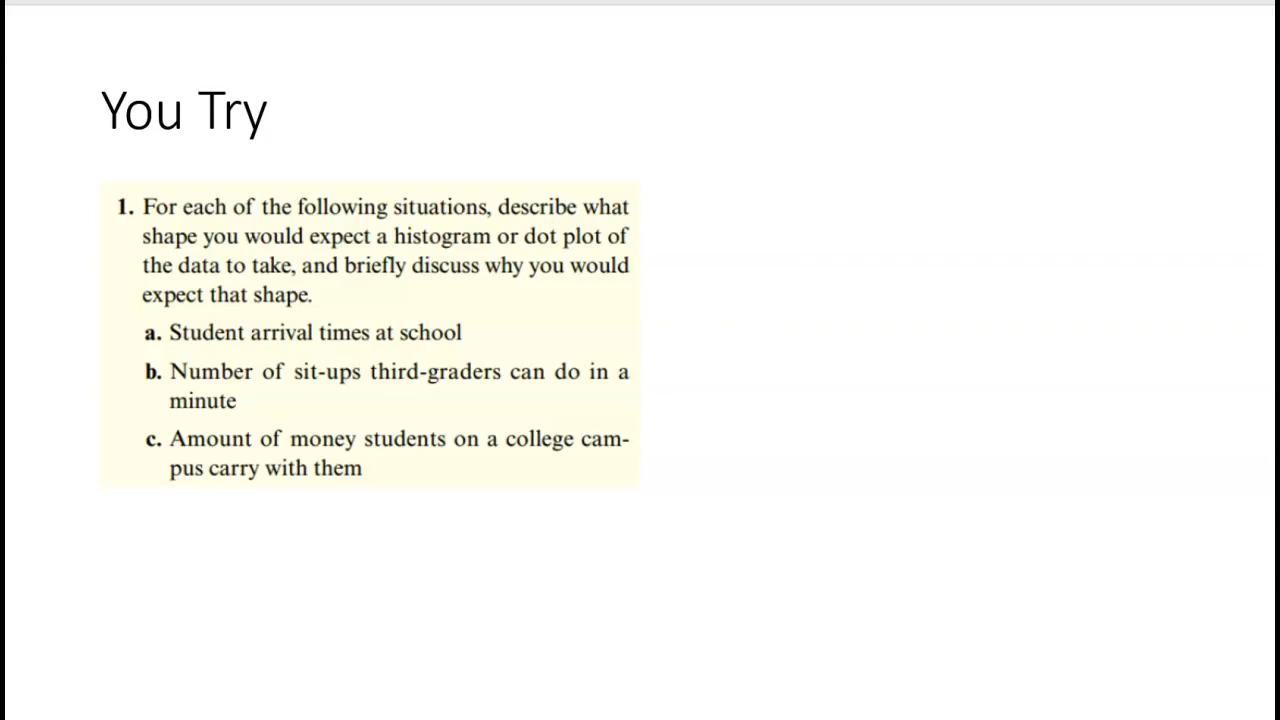 You Try
1. For each of the following situations, describe what
shape you would expect a histogram or dot plot of
the data to take, and briefly discuss why you would
expect that shape.
a. Student arrival times at school
b. Number of sit-ups third-graders can do in a
minute
c. Amount of money students on a college cam-
pus carry with them